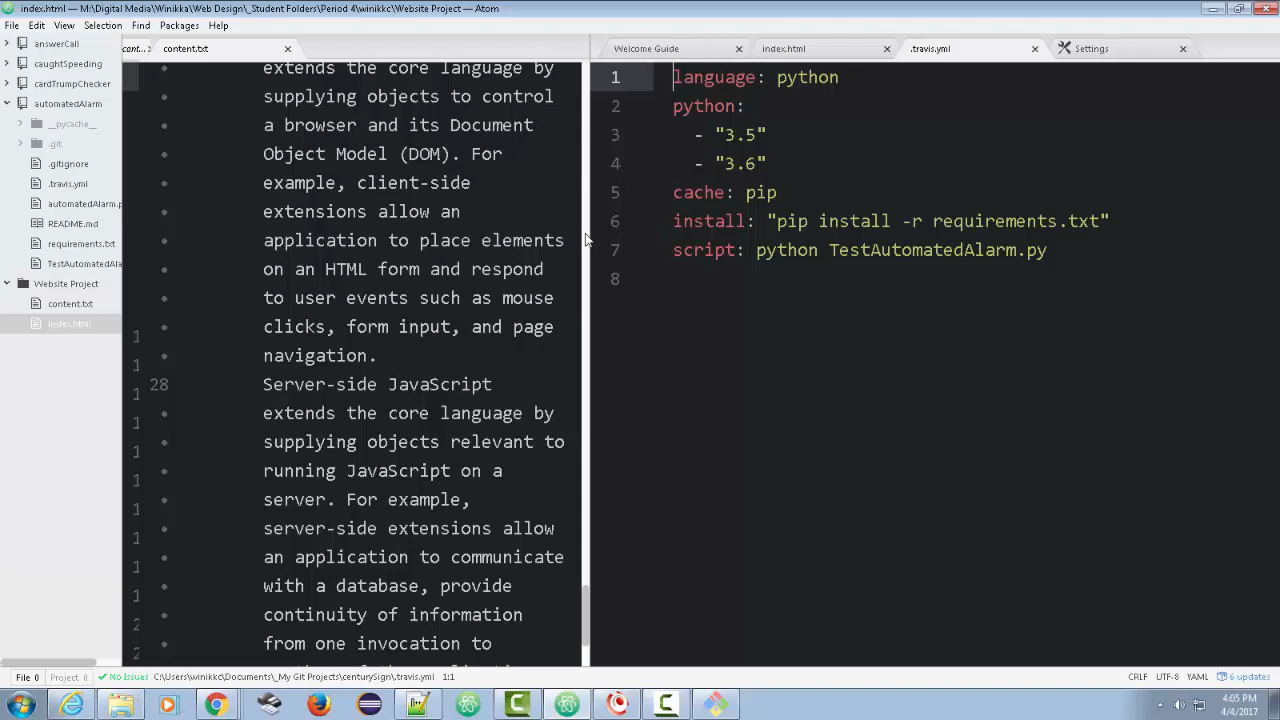 index.html — M:\Digital Media\Winikka\Web Design\_Student Folders\Period 4\winikkc\Website Project — Atom
File Edit View Selection Find Packages Help
answerCall
caughtSpeeding
cardTrumpChecker
automatedAlarm
__pycache__
.git
.gitignore
.travis.yml
automatedAlarm.p
README.md
requirements.txt
TestAutomatedAla
Website Project
content.txt
index.html
cont...
content.txt
extends the core language by
supplying objects to control
a browser and its Document
Object Model (DOM). For
example, client-side
extensions allow an
application to place elements
on an HTML form and respond
to user events such as mouse
clicks, form input, and page
navigation.
28 Server-side JavaScript
extends the core language by
supplying objects relevant to
running JavaScript on a
server. For example,
server-side extensions allow
an application to communicate
with a database, provide
continuity of information
from one invocation to
Welcome Guide index.html .travis.yml Settings
1 language: python
2 python:
3 - "3.5"
4 - "3.6"
5 cache: pip
6 install: "pip install -r requirements.txt"
7 script: python TestAutomatedAlarm.py
8
File 0 Project 0 No Issues C:\Users\winikkc\Documents\_My Git Projects\centurySign\.travis.yml 1:1 CRLF UTF-8 YAML 6 updates
4:05 PM
4/4/2017